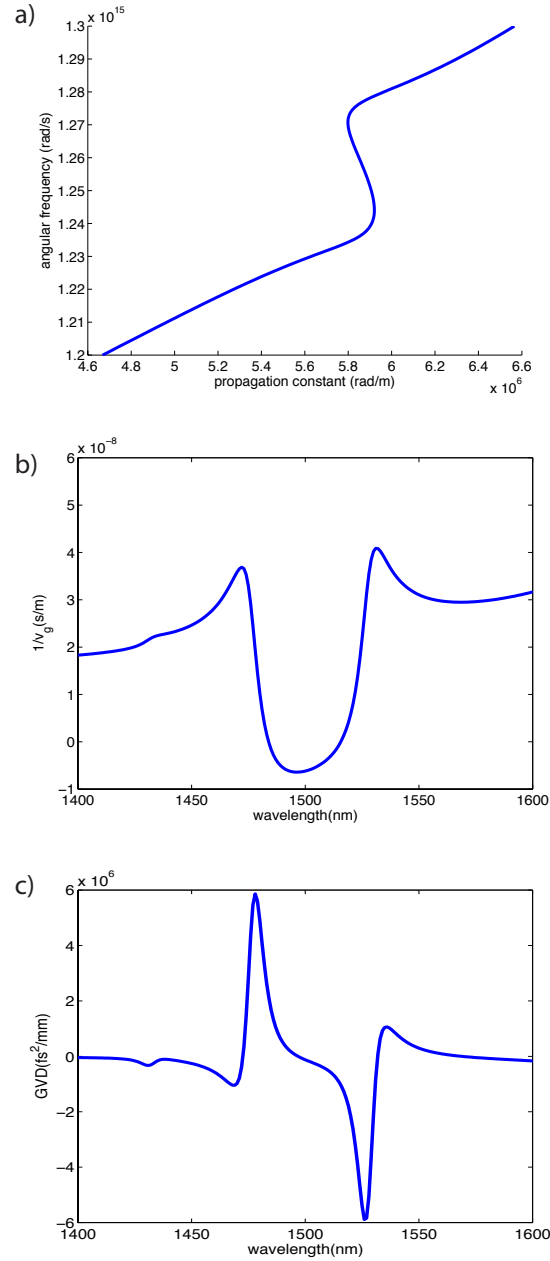 a)
x 10^15
1.3
1.29
1.28
1.27
1.26
1.25
1.24
1.23
1.22
1.21
1.2
angular frequency (rad/s)
4.6 4.8 5 5.2 5.4 5.6 5.8 6 6.2 6.4 6.6
propagation constant (rad/m)
x 10^6
b)
x 10^-8
6
5
4
3
2
1
0
−1
1/v_g(s/m)
1400 1450 1500 1550 1600
wavelength(nm)
c)
x 10^6
6
4
2
0
−2
−4
−6
GVD(fs^2/mm)
1400 1450 1500 1550 1600
wavelength(nm)